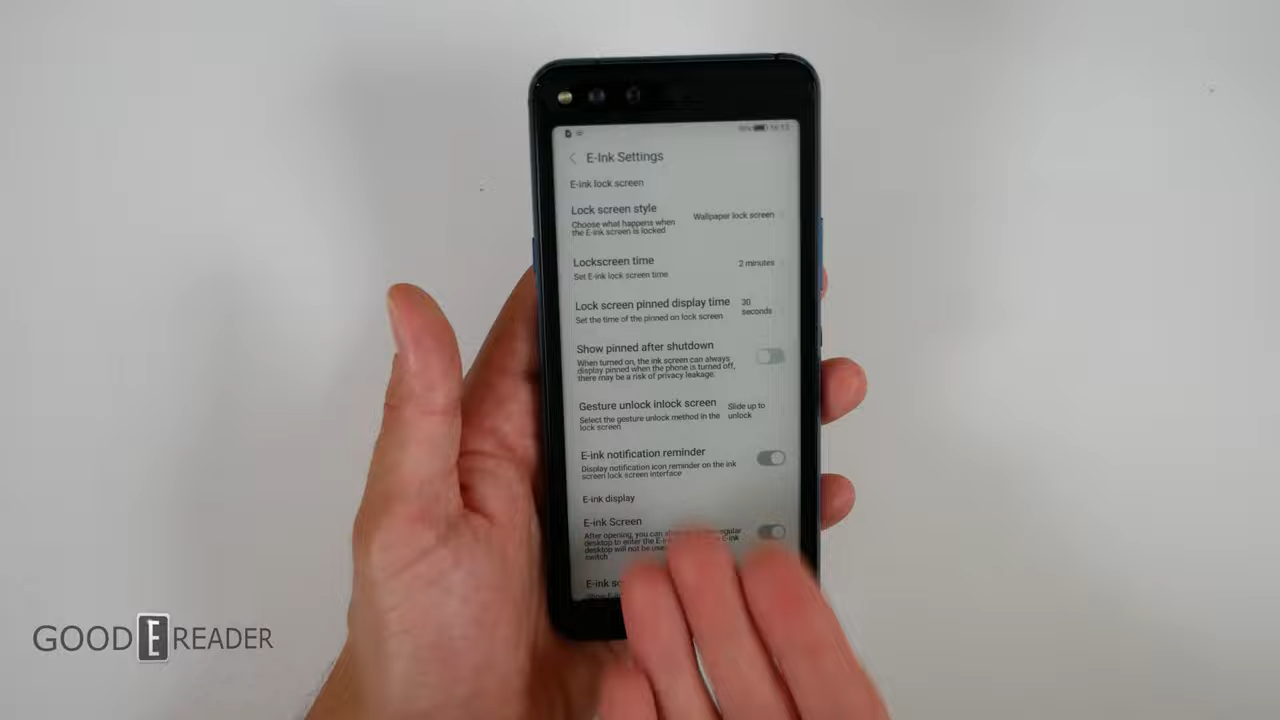 E-Ink Settings
E-ink lock screen
Lock screen style
Choose what happens when
the E-ink screen is locked
Wallpaper lock screen
Lockscreen time
Set E-ink lock screen time
2 minutes
Lock screen pinned display time
Set the time of the pinned on lock screen
30
seconds
Show pinned after shutdown
When turned on, the ink screen can always
display pinned when the phone is turned off,
there may be a risk of privacy leakage.
Gesture unlock inlock screen
Select the gesture unlock method in the
lock screen
Slide up to
unlock
E-ink notification reminder
Display notification icon reminder on the ink
screen lock screen interface
E-ink display
E-ink Screen
After opening, you can
desktop to enter the
desktop will not be
switch
E-ink
GOOD E READER